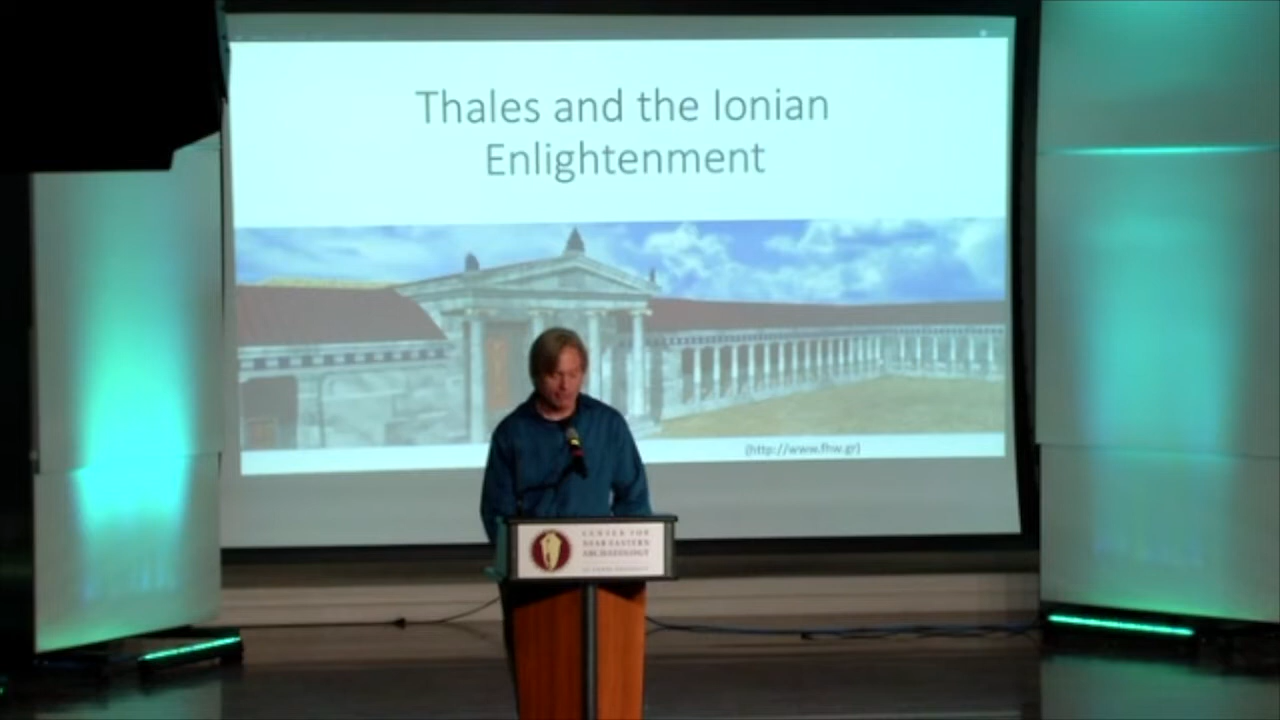 Thales and the Ionian
Enlightenment
(http://www.fhw.gr)
CENTER FOR
NEAR EASTERN
ARCHAEOLOGY